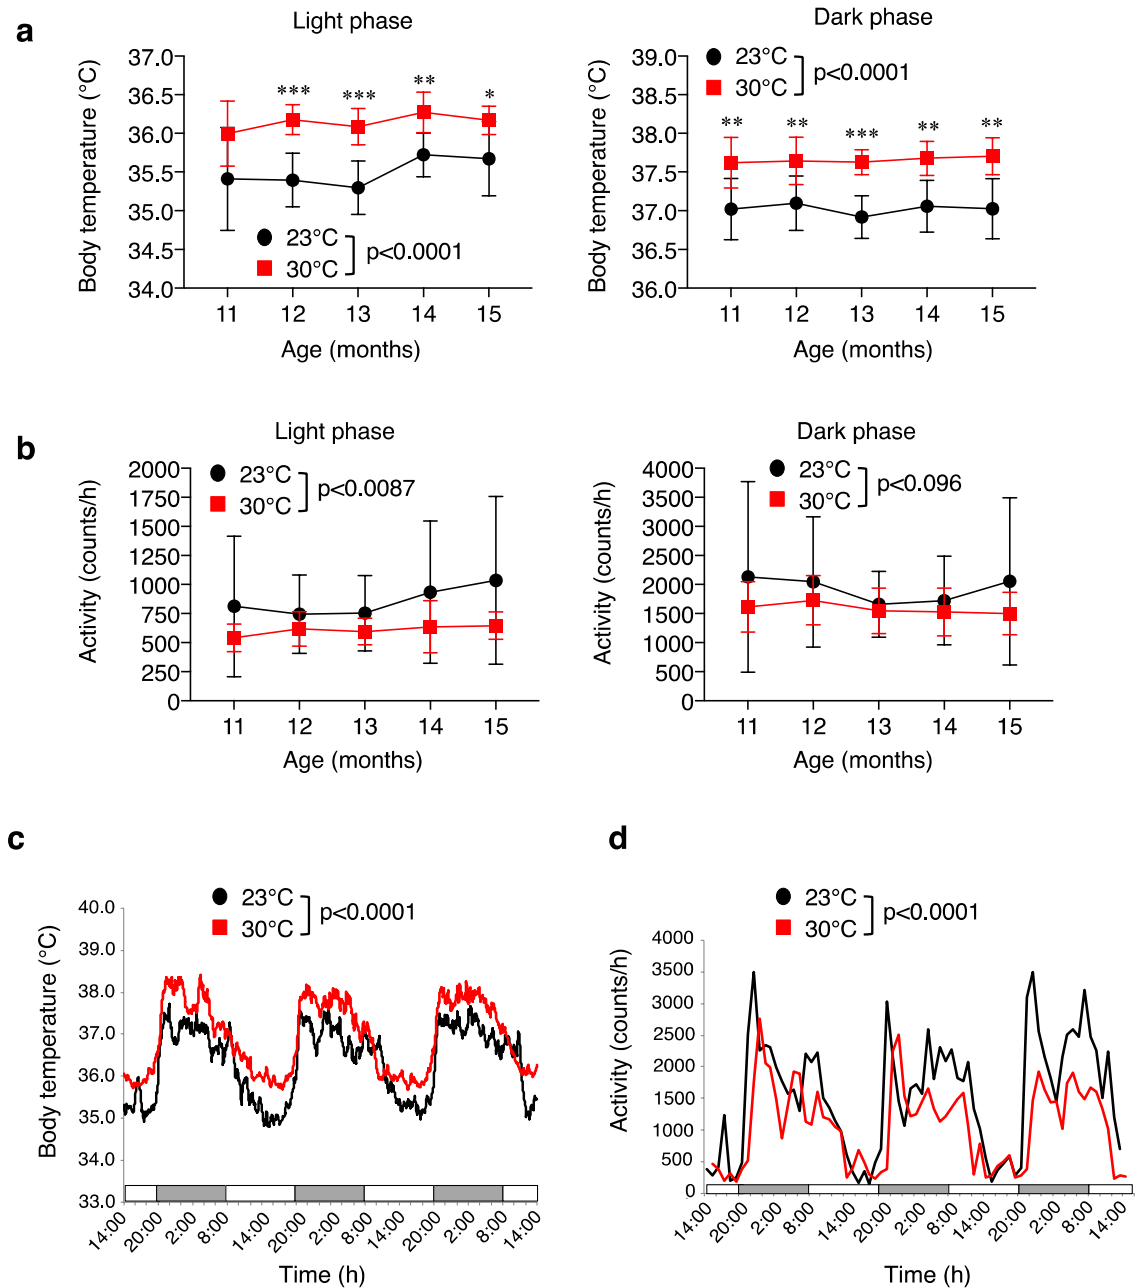 a
Light phase
Dark phase
Body temperature (°C)
37.0
36.5
36.0
35.5
35.0
34.5
34.0
*** *** ** *
23°C
30°C
p<0.0001
11 12 13 14 15
Age (months)
Body temperature (°C)
39.0
38.5
38.0
37.5
37.0
36.5
36.0
23°C
30°C
p<0.0001
** ** *** ** **
11 12 13 14 15
Age (months)
b
Light phase
Dark phase
Activity (counts/h)
2000
1750
1500
1250
1000
750
500
250
0
23°C
30°C
p<0.0087
11 12 13 14 15
Age (months)
Activity (counts/h)
4000
3500
3000
2500
2000
1500
1000
500
0
23°C
30°C
p<0.096
11 12 13 14 15
Age (months)
c
23°C
30°C
p<0.0001
Body temperature (°C)
40.0
39.0
38.0
37.0
36.0
35.0
34.0
33.0
14:00 20:00 2:00 8:00 14:00 20:00 2:00 8:00 14:00 20:00 2:00 8:00 14:00
Time (h)
d
23°C
30°C
p<0.0001
Activity (counts/h)
4000
3500
3000
2500
2000
1500
1000
500
0
14:00 20:00 2:00 8:00 14:00 20:00 2:00 8:00 14:00 20:00 2:00 8:00 14:00
Time (h)